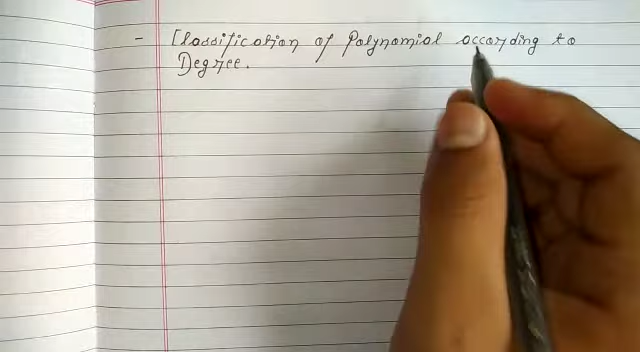 - Classification of Polynomial according to
Degree.